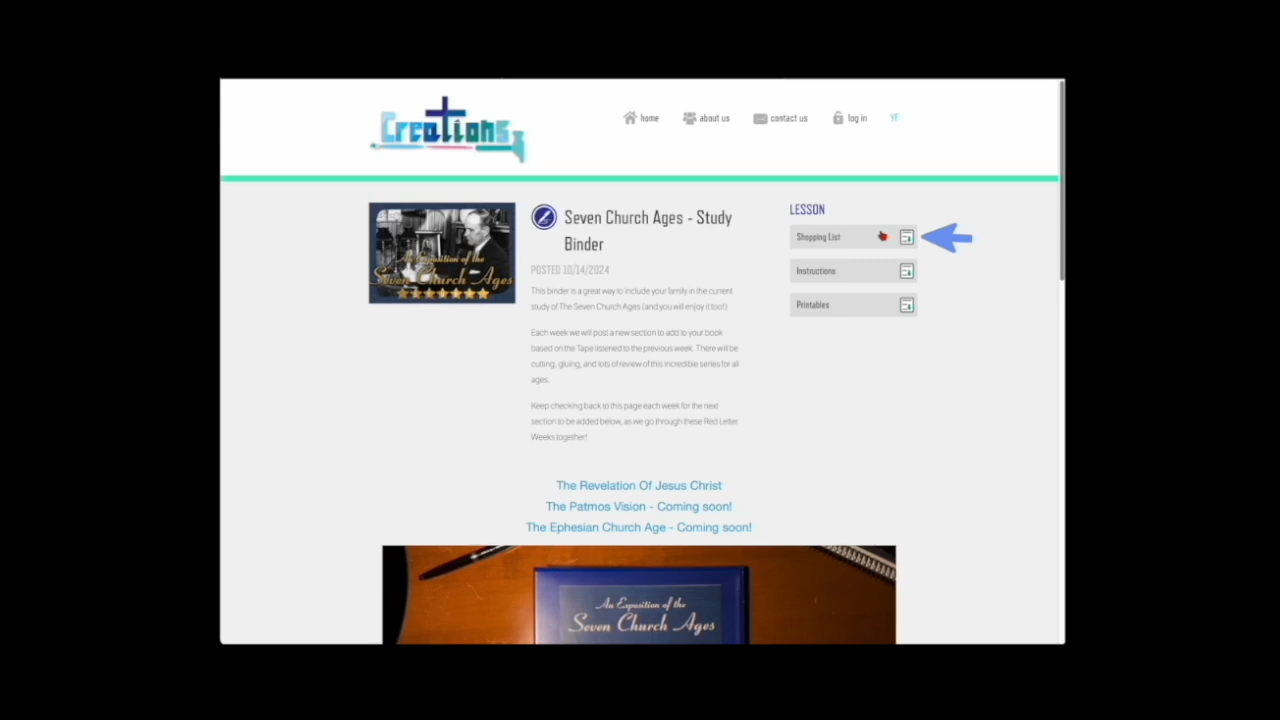 Creations
home
about us
contact us
log in
YF
An Exposition of the
Seven Church Ages
Seven Church Ages - Study
Binder
POSTED 10/14/2024
This binder is a great way to include your family in the current
study of The Seven Church Ages (and you will enjoy it too!)
Each week we will post a new section to add to your book
based on the Tape listened to the previous week. There will be
cutting, gluing, and lots of review of this incredible series for all
ages.
Keep checking back to this page each week for the next
section to be added below, as we go through these Red Letter
Weeks together!
LESSON
Shopping List
Instructions
Printables
The Revelation Of Jesus Christ
The Patmos Vision - Coming soon!
The Ephesian Church Age - Coming soon!
An Exposition of the
Seven Church Ages